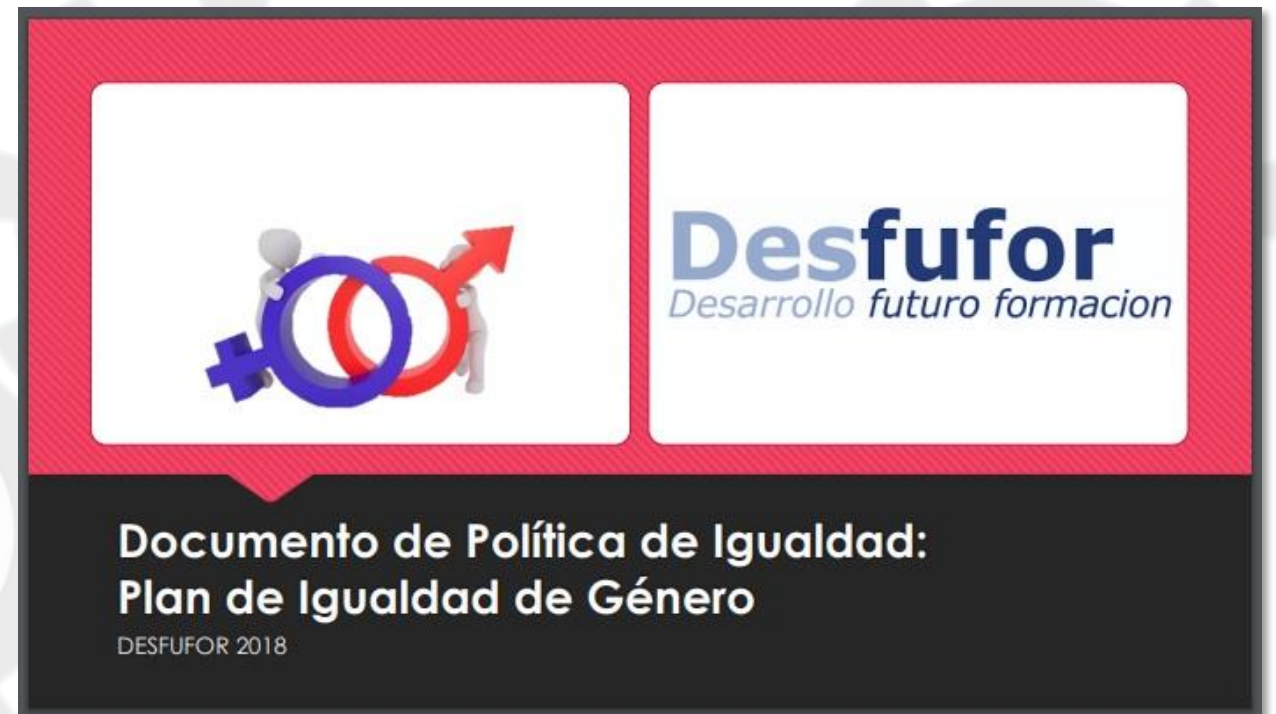 Desfufor
Desarrollo futuro formacion
Documento de Política de Igualdad:
Plan de Igualdad de Género
DESFUFOR 2018